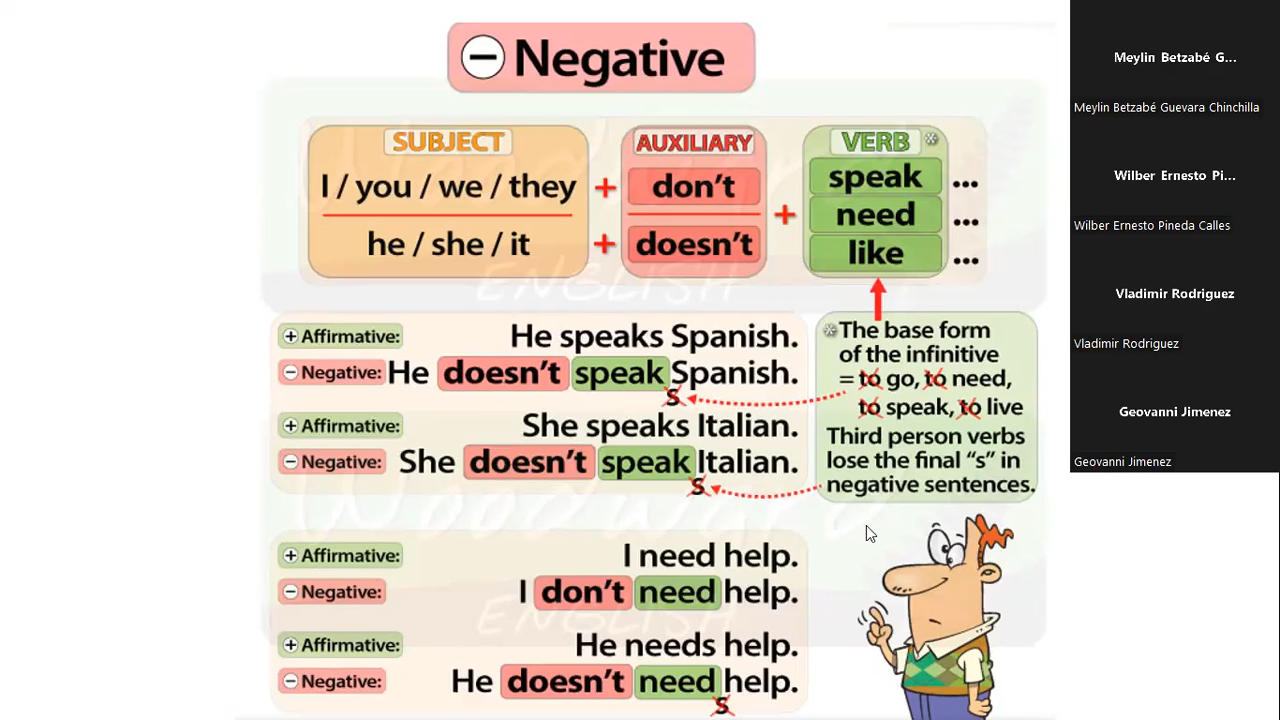 − Negative
SUBJECT
AUXILIARY
VERB *
I / you / we / they + don't
he / she / it + doesn't
+
speak ...
need ...
like ...
+ Affirmative: He speaks Spanish.
− Negative: He doesn't speak Spanish.
s
+ Affirmative: She speaks Italian.
− Negative: She doesn't speak Italian.
s
* The base form
of the infinitive
= to go, to need,
to speak, to live
Third person verbs
lose the final “s” in
negative sentences.
+ Affirmative: I need help.
− Negative: I don't need help.
+ Affirmative: He needs help.
− Negative: He doesn't need help.
s
Woodward
ENGLISH
Woodward
ENGLISH
Meylin Betzabé G...
Meylin Betzabé Guevara Chinchilla
Wilber Ernesto Pi...
Wilber Ernesto Pineda Calles
Vladimir Rodriguez
Vladimir Rodriguez
Geovanni Jimenez
Geovanni Jimenez